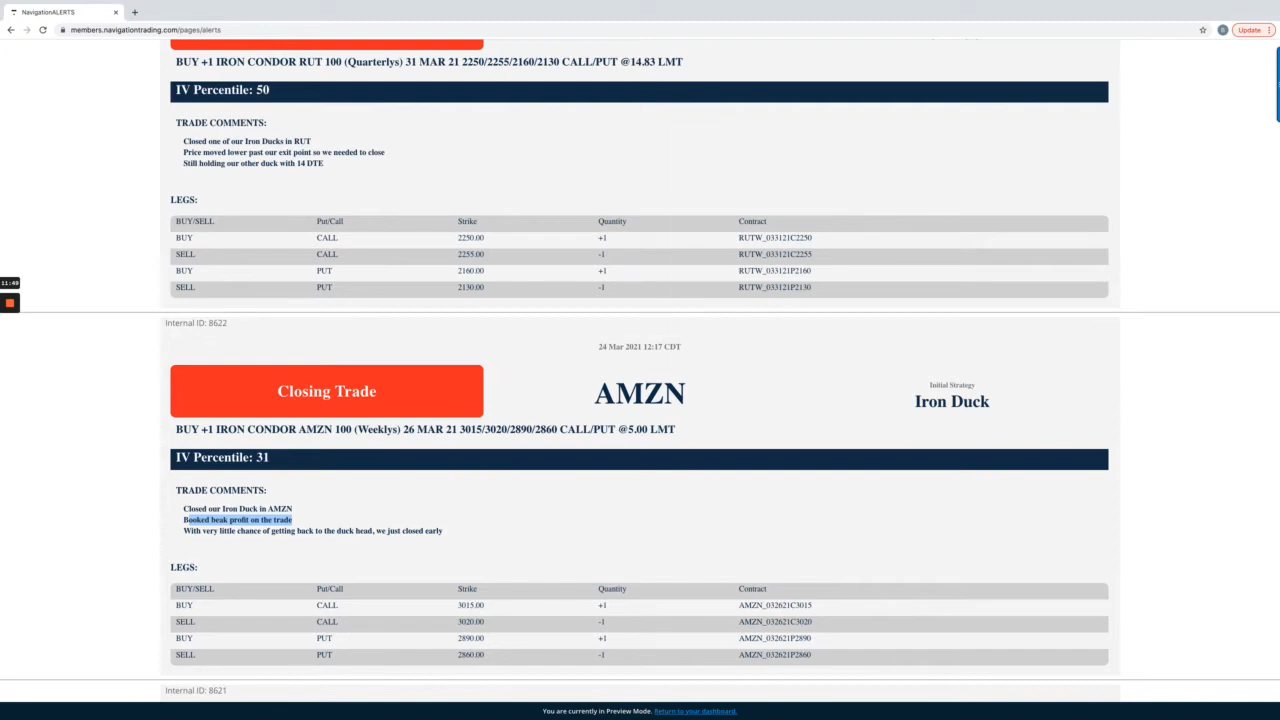 NavigationALERTS
members.navigationtrading.com/pages/alerts
B
Update
BUY +1 IRON CONDOR RUT 100 (Quarterlys) 31 MAR 21 2250/2255/2160/2130 CALL/PUT @14.83 LMT
IV Percentile: 50
TRADE COMMENTS:
Closed one of our Iron Ducks in RUT
Price moved lower past our exit point so we needed to close
Still holding our other duck with 14 DTE
LEGS:
BUY/SELL Put/Call Strike Quantity Contract
BUY CALL 2250.00 +1 RUTW_033121C2250
SELL CALL 2255.00 -1 RUTW_033121C2255
BUY PUT 2160.00 +1 RUTW_033121P2160
SELL PUT 2130.00 -1 RUTW_033121P2130
11:49
Internal ID: 8622
24 Mar 2021 12:17 CDT
Closing Trade
AMZN
Initial Strategy
Iron Duck
BUY +1 IRON CONDOR AMZN 100 (Weeklys) 26 MAR 21 3015/3020/2890/2860 CALL/PUT @5.00 LMT
IV Percentile: 31
TRADE COMMENTS:
Closed our Iron Duck in AMZN
Booked beak profit on the trade
With very little chance of getting back to the duck head, we just closed early
LEGS:
BUY/SELL Put/Call Strike Quantity Contract
BUY CALL 3015.00 +1 AMZN_032621C3015
SELL CALL 3020.00 -1 AMZN_032621C3020
BUY PUT 2890.00 +1 AMZN_032621P2890
SELL PUT 2860.00 -1 AMZN_032621P2860
Internal ID: 8621
You are currently in Preview Mode. Return to your dashboard.